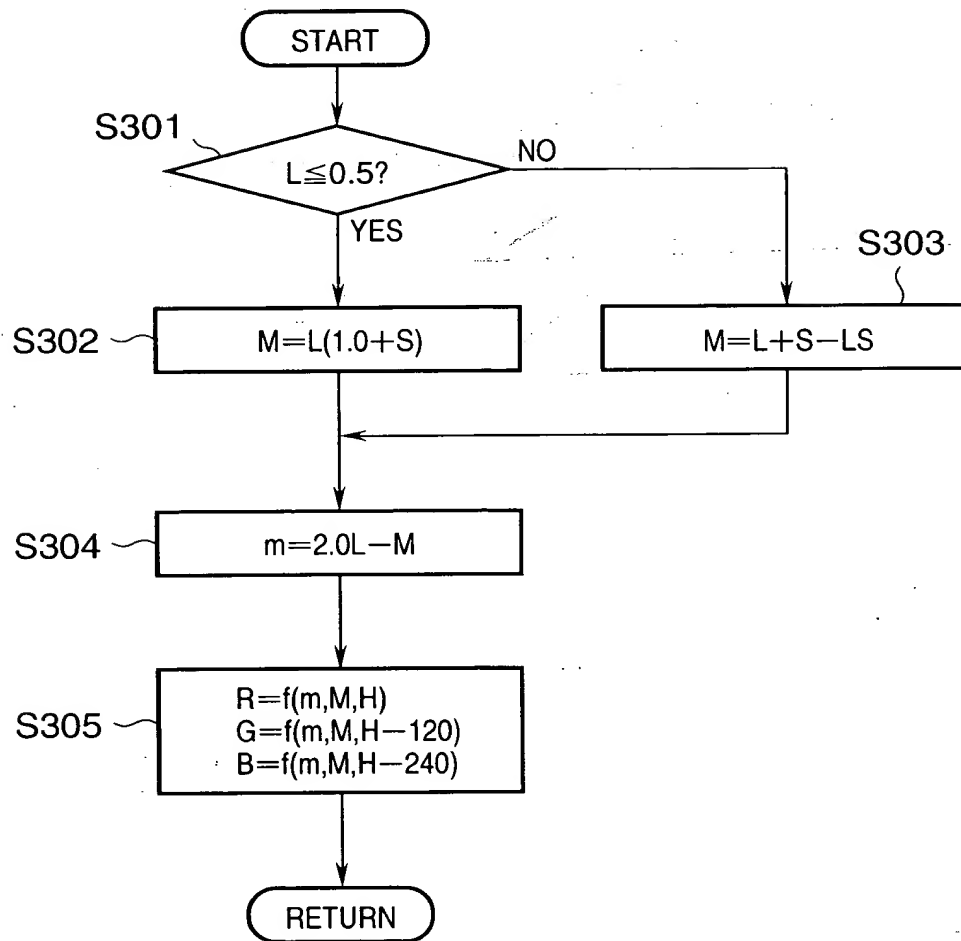 START
S301
L≦0.5?
NO
YES
S303
S302
M=L(1.0+S)
M=L+S−LS
S304
m=2.0L−M
S305
R=f(m,M,H)
G=f(m,M,H−120)
B=f(m,M,H−240)
RETURN